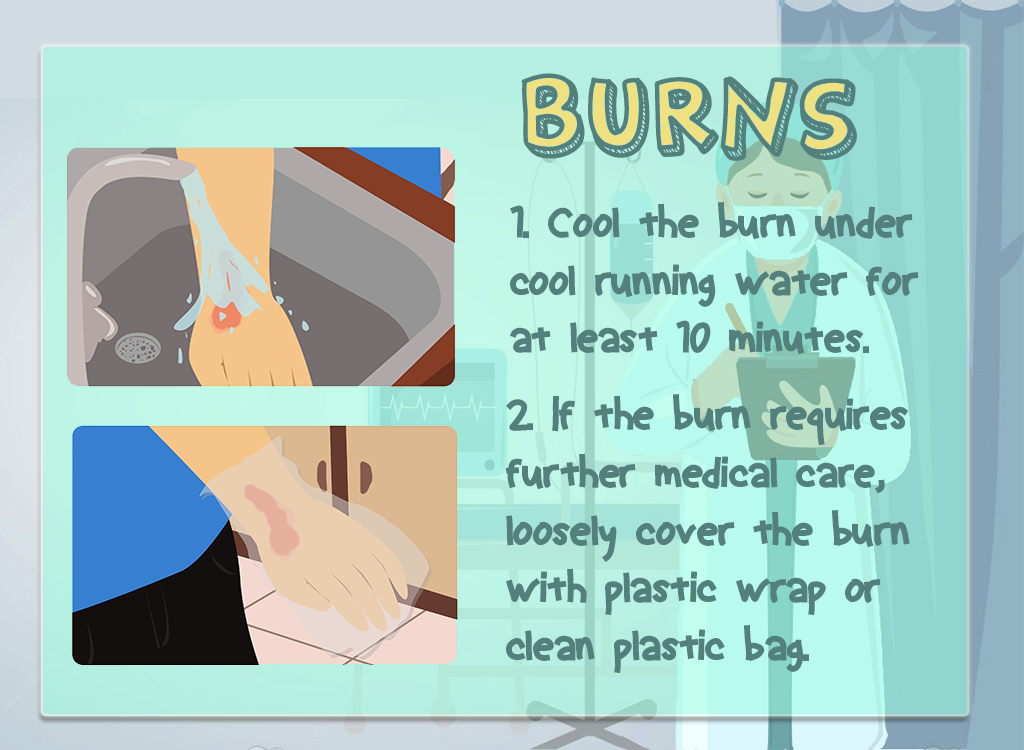 BURNS
1. Cool the burn under
cool running water for
at least 10 minutes.
2. If the burn requires
further medical care,
loosely cover the burn
with plastic wrap or
clean plastic bag.